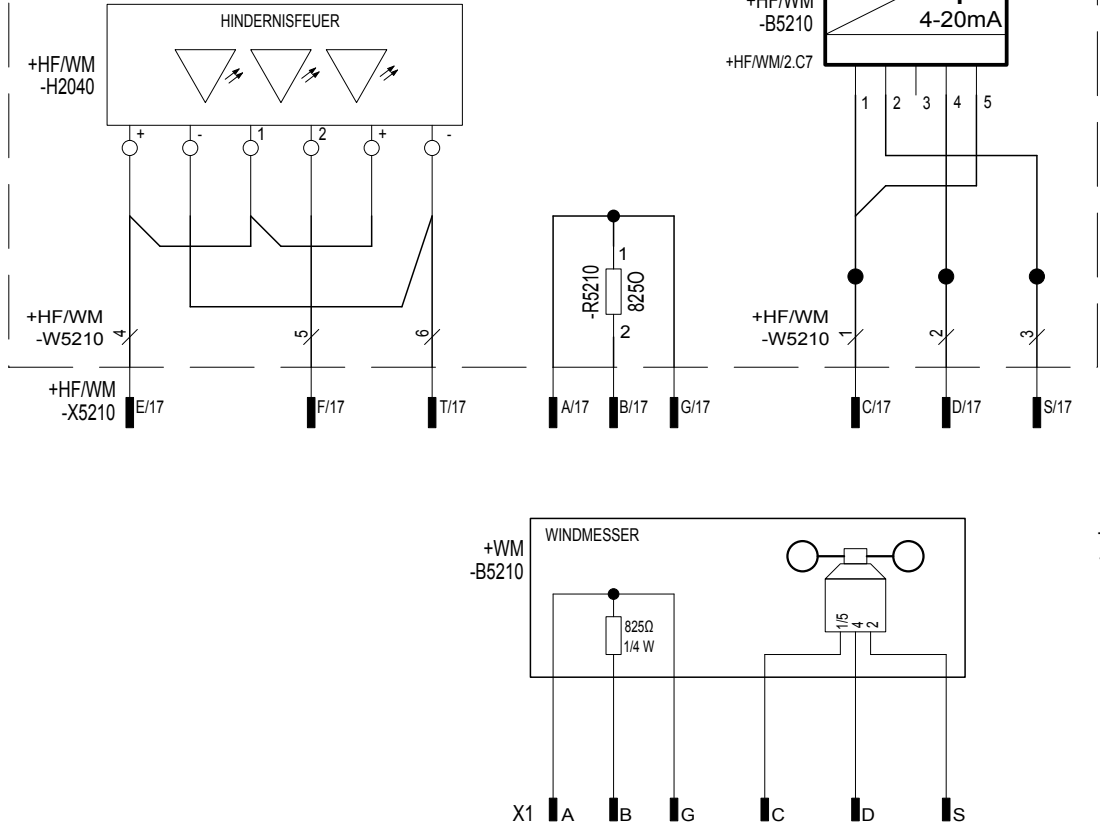 HINDERNISFEUER
+HF/WM
-H2040
+ - 1 2 + -
+HF/WM
-B5210
4-20mA
+HF/WM/2.C7
1 2 3 4 5
1
-R5210
825O
2
+HF/WM
-W5210
4 5 6
+HF/WM
-W5210
1 2 3
+HF/WM
-X5210
E/17 F/17 T/17 A/17 B/17 G/17 C/17 D/17 S/17
+WM
-B5210
WINDMESSER
825Ω
1/4 W
1/5
4
2
X1 A B G C D S